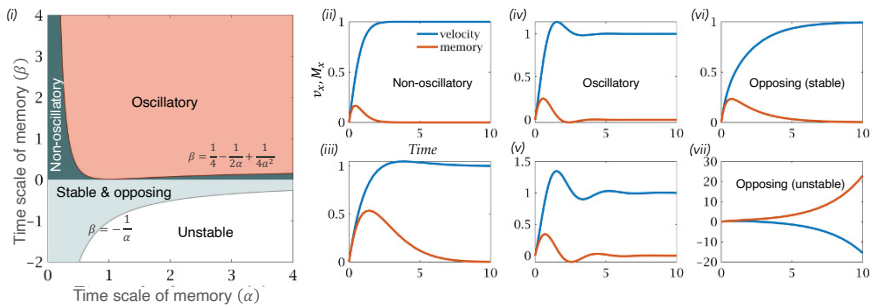 (i)
Time scale of memory (β)
4
3
2
1
0
−1
−2
Non-oscillatory
Oscillatory
β = 1/4 − 1/2α + 1/4a²
Stable & opposing
β = − 1/α
Unstable
0 1 2 3 4
Time scale of memory (α)
(ii)
v_x, M_x
1
0.5
0
velocity
memory
Non-oscillatory
0 5 10
Time
(iii)
1
0.5
0
0 5 10
(iv)
1
0.5
0
Oscillatory
0 5 10
(v)
1.5
1
0.5
0
0 5 10
(vi)
1
0.5
0
Opposing (stable)
0 5 10
(vii)
30
20
10
0
-10
-20
Opposing (unstable)
0 5 10